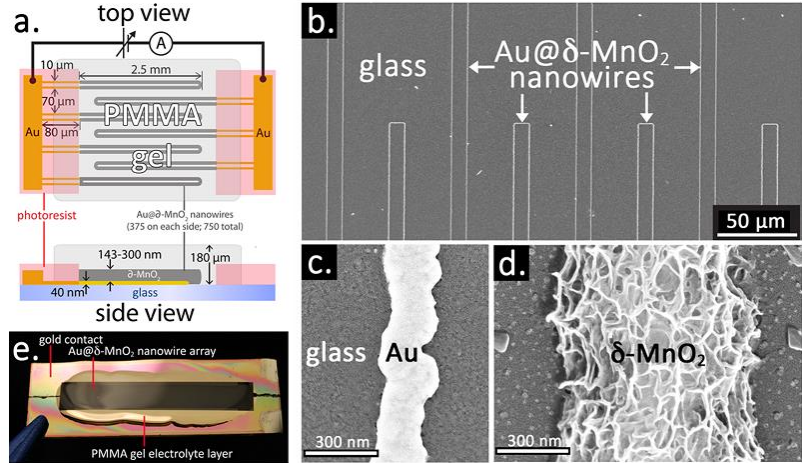 a.
top view
A
10 µm
2.5 mm
70 µm
80 µm
Au
PMMA
gel
Au
photoresist
Au@∂-MnO₂ nanowires
(375 on each side; 750 total)
143-300 nm
∂-MnO₂
180 µm
40 nm
glass
side view
b.
glass
Au@δ-MnO₂
nanowires
50 µm
c.
glass
Au
300 nm
d.
δ-MnO₂
300 nm
e.
gold contact
Au@δ-MnO₂ nanowire array
PMMA gel electrolyte layer